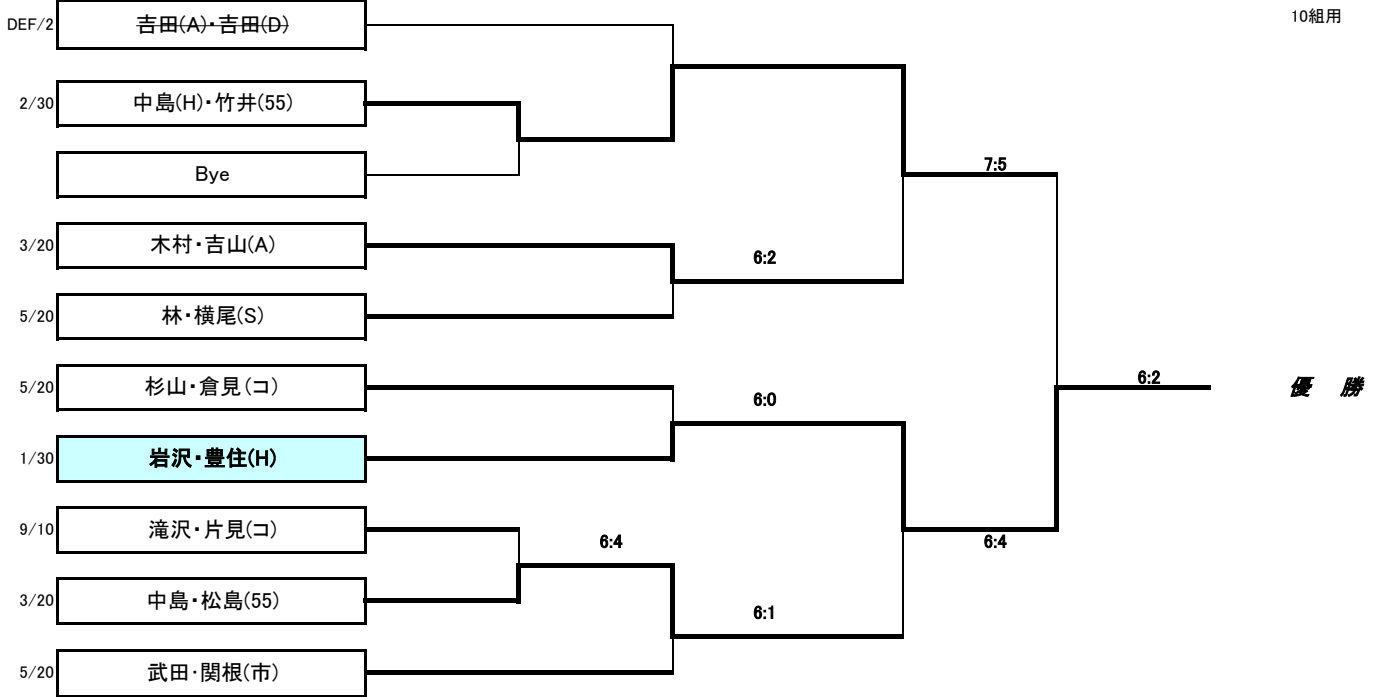 10組用
DEF/2 吉田(A)・吉田(D)
2/30 中島(H)・竹井(55)
7:5
Bye
3/20 木村・吉山(A)
6:2
5/20 林・横尾(S)
6:2
優 勝
5/20 杉山・倉見(コ)
6:0
1/30 岩沢・豊住(H)
9/10 滝沢・片見(コ)
6:4
6:4
3/20 中島・松島(55)
6:1
5/20 武田・関根(市)